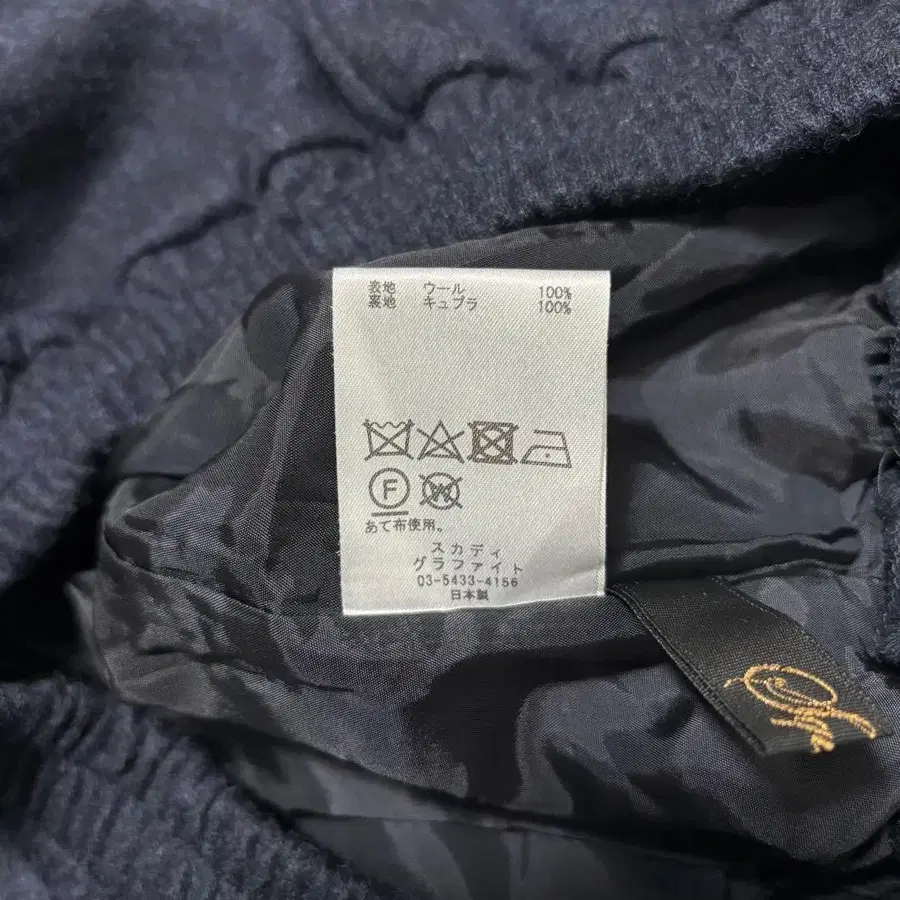 表地 ウール 100%
裏地 キュプラ 100%
F
W
あて布使用。
スカディ
グラファイト
03-5433-4156
日本製